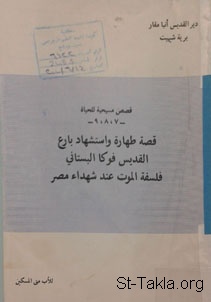 دير القديس أنبا مقار
برية شيهيت
قصص مسيحية للحياة
-٩٠٨٠٧-
قصة طهارة واستشهاد بارع
القديس فوكا البستاني
فلسفة الموت عند شهداء مصر
للأب متى المسكين
St-Takla.org